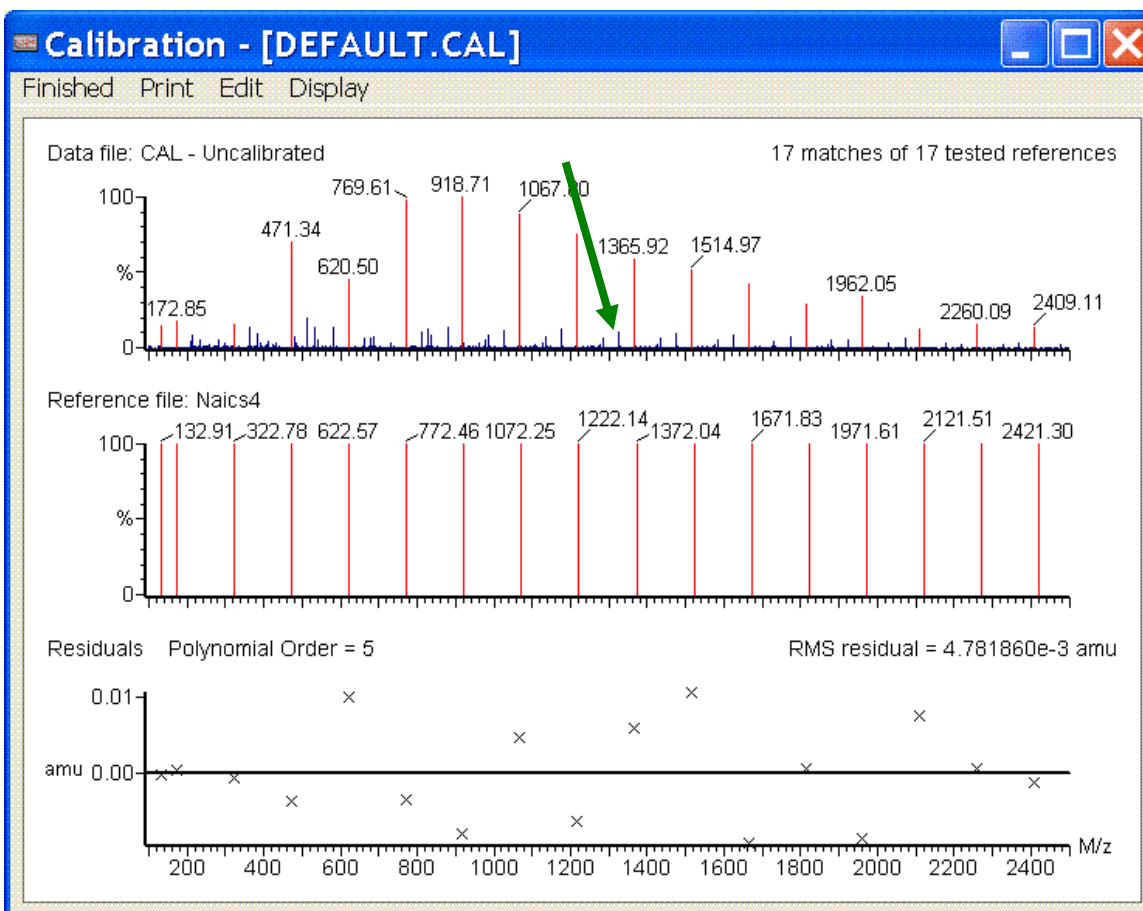 Calibration - [DEFAULT.CAL]
Finished Print Edit Display
Data file: CAL - Uncalibrated 17 matches of 17 tested references
100
%
0
172.85 471.34 620.50 769.61 918.71 1067.80 1365.92 1514.97 1962.05 2260.09 2409.11
Reference file: Naics4
100
%
0
132.91 322.78 622.57 772.46 1072.25 1222.14 1372.04 1671.83 1971.61 2121.51 2421.30
Residuals Polynomial Order = 5 RMS residual = 4.781860e-3 amu
0.01
amu 0.00
200 400 600 800 1000 1200 1400 1600 1800 2000 2200 2400 M/z